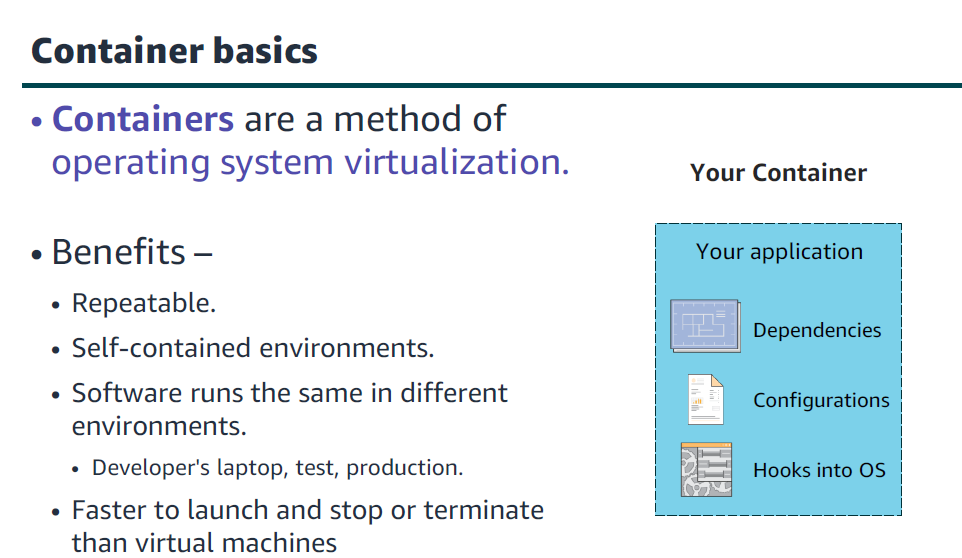 Container basics
• Containers are a method of
operating system virtualization.
• Benefits –
• Repeatable.
• Self-contained environments.
• Software runs the same in different
environments.
• Developer's laptop, test, production.
• Faster to launch and stop or terminate
than virtual machines
Your Container
Your application
Dependencies
Configurations
Hooks into OS